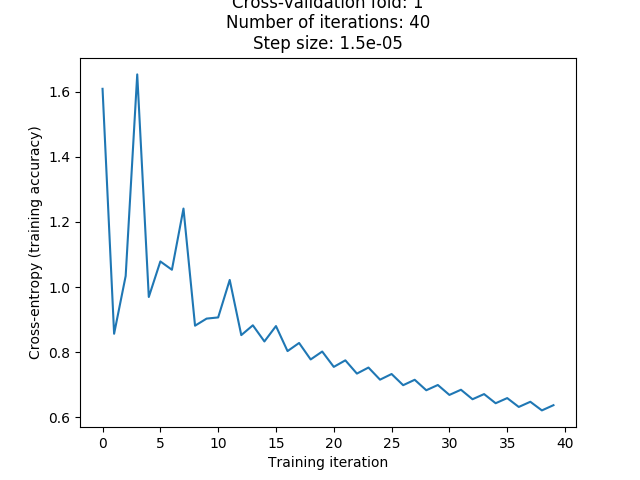 Cross-validation fold: 1
Number of iterations: 40
Step size: 1.5e-05
1.6
1.4
1.2
1.0
0.8
0.6
Cross-entropy (training accuracy)
0 5 10 15 20 25 30 35 40
Training iteration